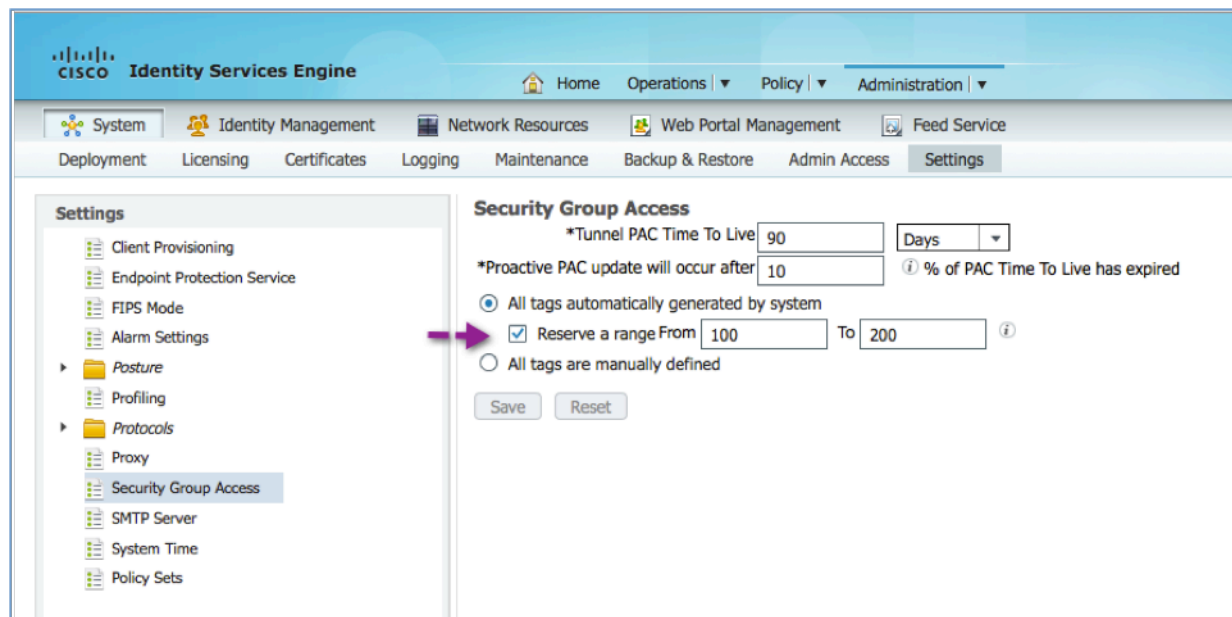 CISCO Identity Services Engine
Home Operations Policy Administration
System Identity Management Network Resources Web Portal Management Feed Service
Deployment Licensing Certificates Logging Maintenance Backup & Restore Admin Access Settings
Settings
Client Provisioning
Endpoint Protection Service
FIPS Mode
Alarm Settings
Posture
Profiling
Protocols
Proxy
Security Group Access
SMTP Server
System Time
Policy Sets
Security Group Access
*Tunnel PAC Time To Live 90 Days
*Proactive PAC update will occur after 10 % of PAC Time To Live has expired
All tags automatically generated by system
Reserve a range From 100 To 200
All tags are manually defined
Save Reset